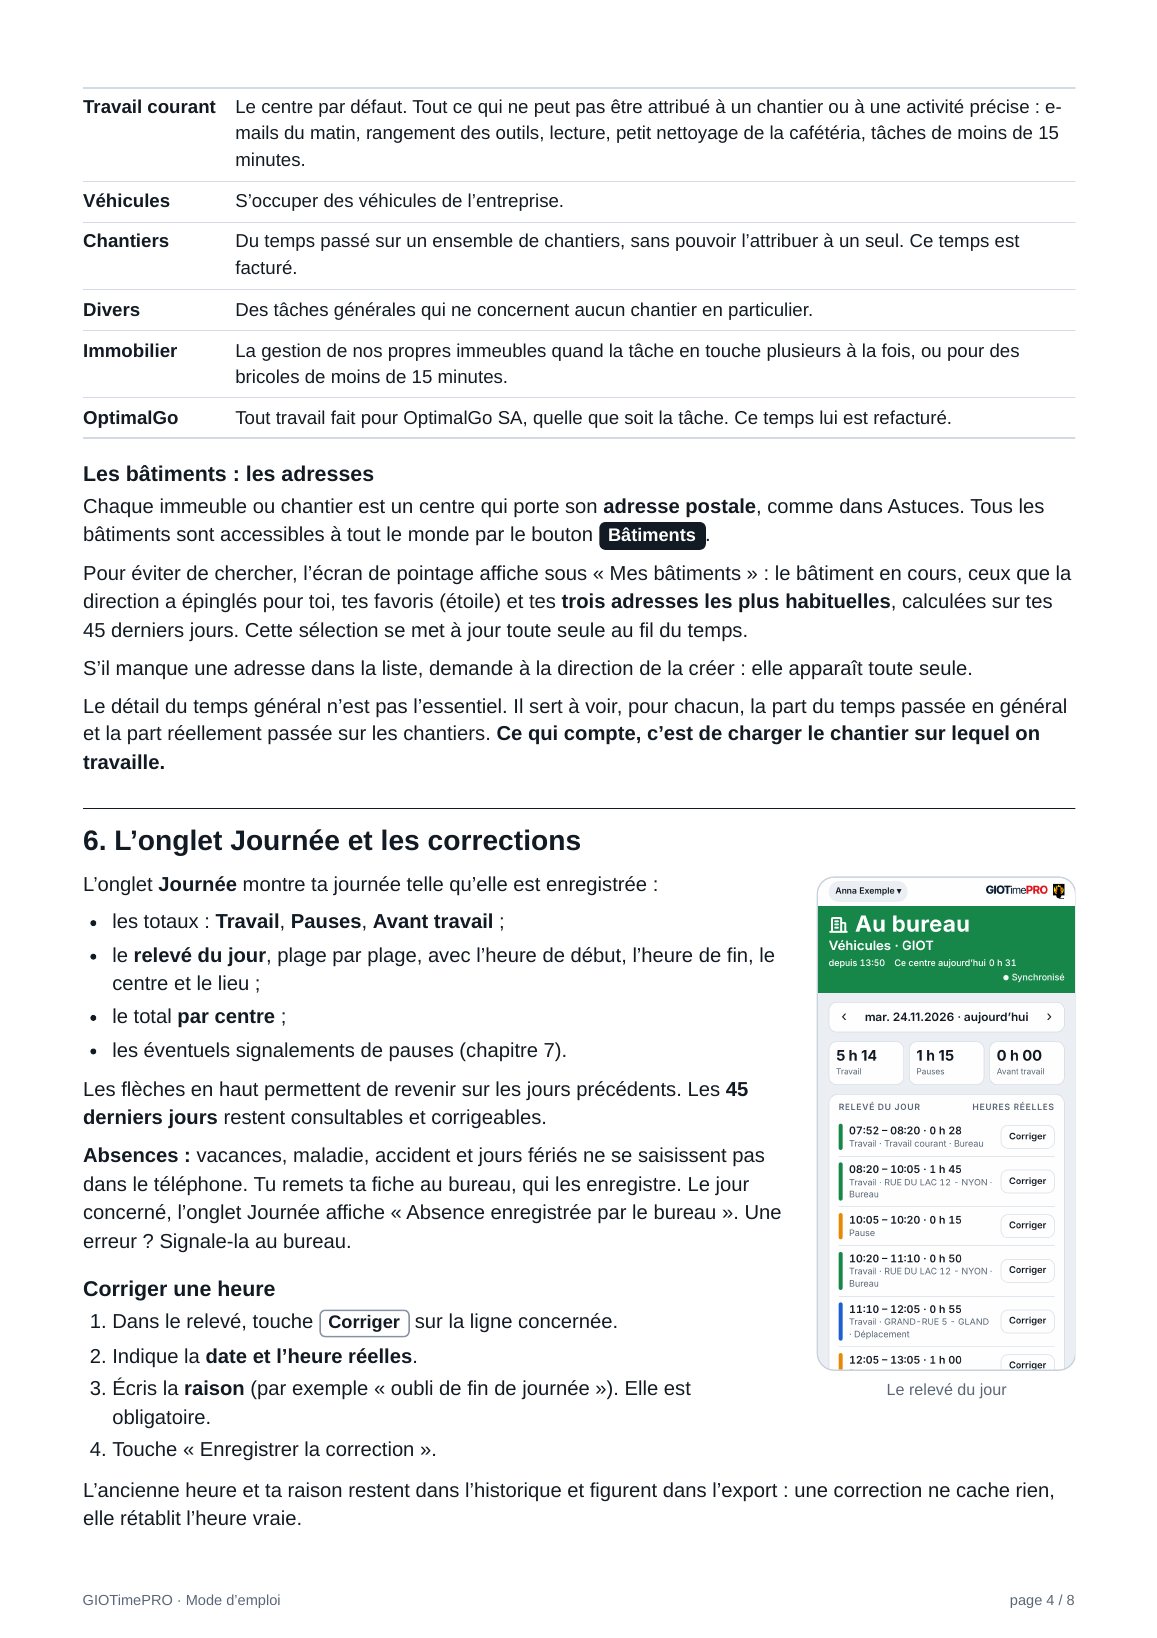 Travail courant Le centre par défaut. Tout ce qui ne peut pas être attribué à un chantier ou à une activité précise : e-
mails du matin, rangement des outils, lecture, petit nettoyage de la cafétéria, tâches de moins de 15
minutes.
Véhicules S’occuper des véhicules de l’entreprise.
Chantiers Du temps passé sur un ensemble de chantiers, sans pouvoir l’attribuer à un seul. Ce temps est
facturé.
Divers Des tâches générales qui ne concernent aucun chantier en particulier.
Immobilier La gestion de nos propres immeubles quand la tâche en touche plusieurs à la fois, ou pour des
bricoles de moins de 15 minutes.
OptimalGo Tout travail fait pour OptimalGo SA, quelle que soit la tâche. Ce temps lui est refacturé.
Les bâtiments : les adresses
Chaque immeuble ou chantier est un centre qui porte son adresse postale, comme dans Astuces. Tous les
bâtiments sont accessibles à tout le monde par le bouton Bâtiments.
Pour éviter de chercher, l’écran de pointage affiche sous « Mes bâtiments » : le bâtiment en cours, ceux que la
direction a épinglés pour toi, tes favoris (étoile) et tes trois adresses les plus habituelles, calculées sur tes
45 derniers jours. Cette sélection se met à jour toute seule au fil du temps.
S’il manque une adresse dans la liste, demande à la direction de la créer : elle apparaît toute seule.
Le détail du temps général n’est pas l’essentiel. Il sert à voir, pour chacun, la part du temps passée en général
et la part réellement passée sur les chantiers. Ce qui compte, c’est de charger le chantier sur lequel on
travaille.
6. L’onglet Journée et les corrections
L’onglet Journée montre ta journée telle qu’elle est enregistrée :
• les totaux : Travail, Pauses, Avant travail ;
• le relevé du jour, plage par plage, avec l’heure de début, l’heure de fin, le
centre et le lieu ;
• le total par centre ;
• les éventuels signalements de pauses (chapitre 7).
Les flèches en haut permettent de revenir sur les jours précédents. Les 45
derniers jours restent consultables et corrigeables.
Absences : vacances, maladie, accident et jours fériés ne se saisissent pas
dans le téléphone. Tu remets ta fiche au bureau, qui les enregistre. Le jour
concerné, l’onglet Journée affiche « Absence enregistrée par le bureau ». Une
erreur ? Signale-la au bureau.
Corriger une heure
1. Dans le relevé, touche Corriger sur la ligne concernée.
2. Indique la date et l’heure réelles.
3. Écris la raison (par exemple « oubli de fin de journée »). Elle est
obligatoire.
4. Touche « Enregistrer la correction ».
Anna Exemple ▾ GIOTimePRO
Au bureau
Véhicules · GIOT
depuis 13:50 Ce centre aujourd’hui 0 h 31
● Synchronisé
‹ mar. 24.11.2026 · aujourd’hui ›
5 h 14 1 h 15 0 h 00
Travail Pauses Avant travail
RELEVÉ DU JOUR HEURES RÉELLES
07:52 – 08:20 · 0 h 28 Corriger
Travail · Travail courant · Bureau
08:20 – 10:05 · 1 h 45 Corriger
Travail · RUE DU LAC 12 - NYON ·
Bureau
10:05 – 10:20 · 0 h 15 Corriger
Pause
10:20 – 11:10 · 0 h 50 Corriger
Travail · RUE DU LAC 12 - NYON ·
Bureau
11:10 – 12:05 · 0 h 55 Corriger
Travail · GRAND-RUE 5 - GLAND
· Déplacement
12:05 – 13:05 · 1 h 00 Corriger
Le relevé du jour
L’ancienne heure et ta raison restent dans l’historique et figurent dans l’export : une correction ne cache rien,
elle rétablit l’heure vraie.
GIOTimePRO · Mode d’emploi page 4 / 8